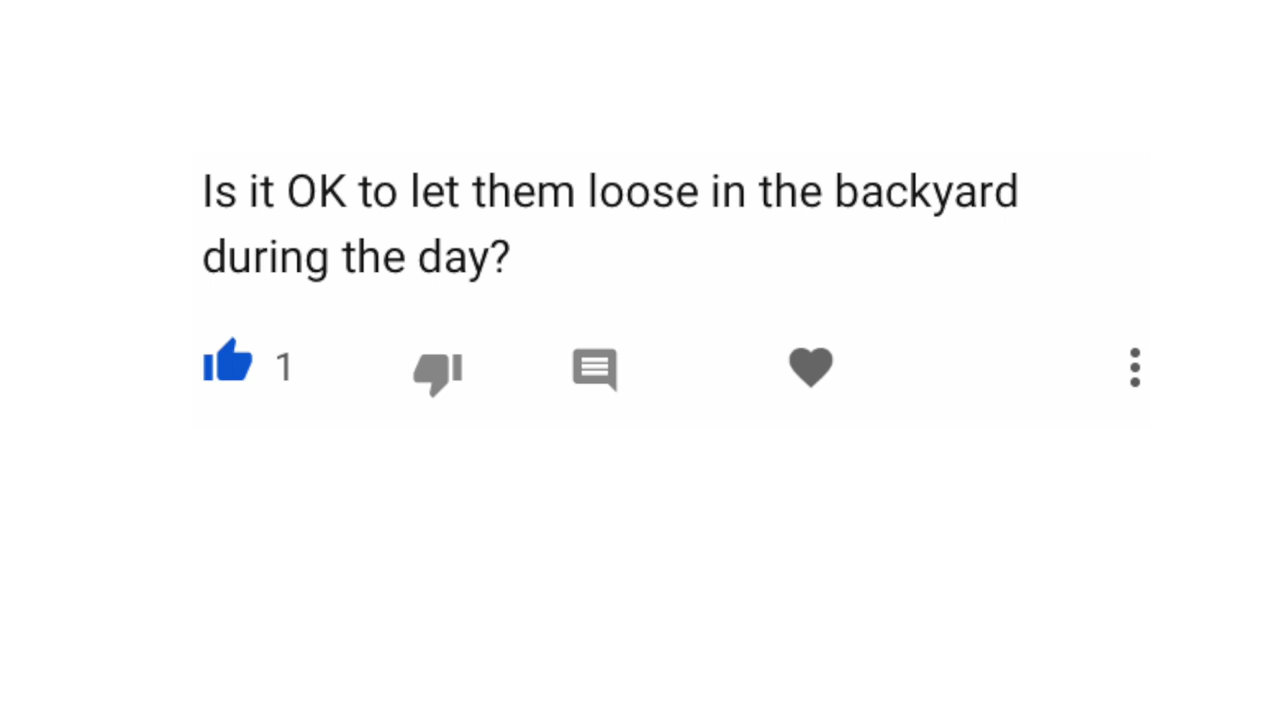 Is it OK to let them loose in the backyard
during the day?
1